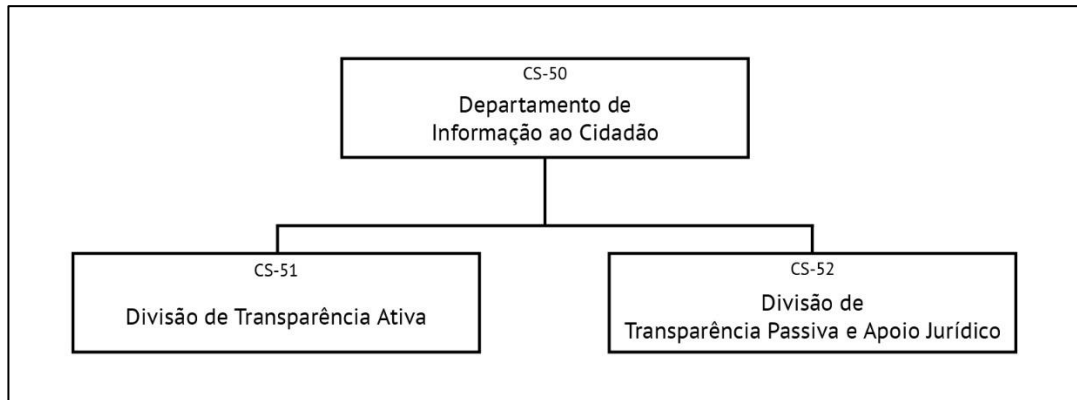 CS-50
Departamento de
Informação ao Cidadão
CS-51
Divisão de Transparência Ativa
CS-52
Divisão de
Transparência Passiva e Apoio Jurídico